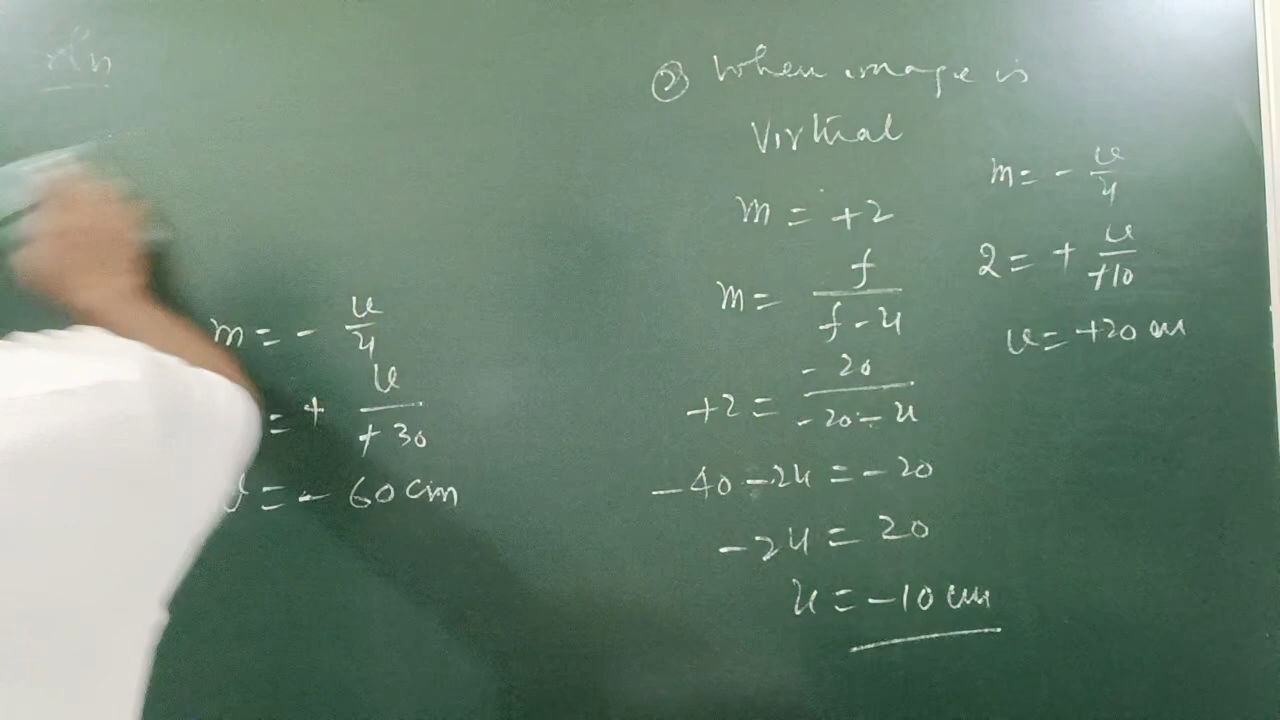 m = - v/u
= + v/+30
v = - 60 cm
② When image is
Virtual
m = +2
m = f/f-u
+2 = -20/-20-u
-40-2u = -20
-2u = 20
u = -10 cm
m = - v/u
2 = + v/+10
v = +20 cm